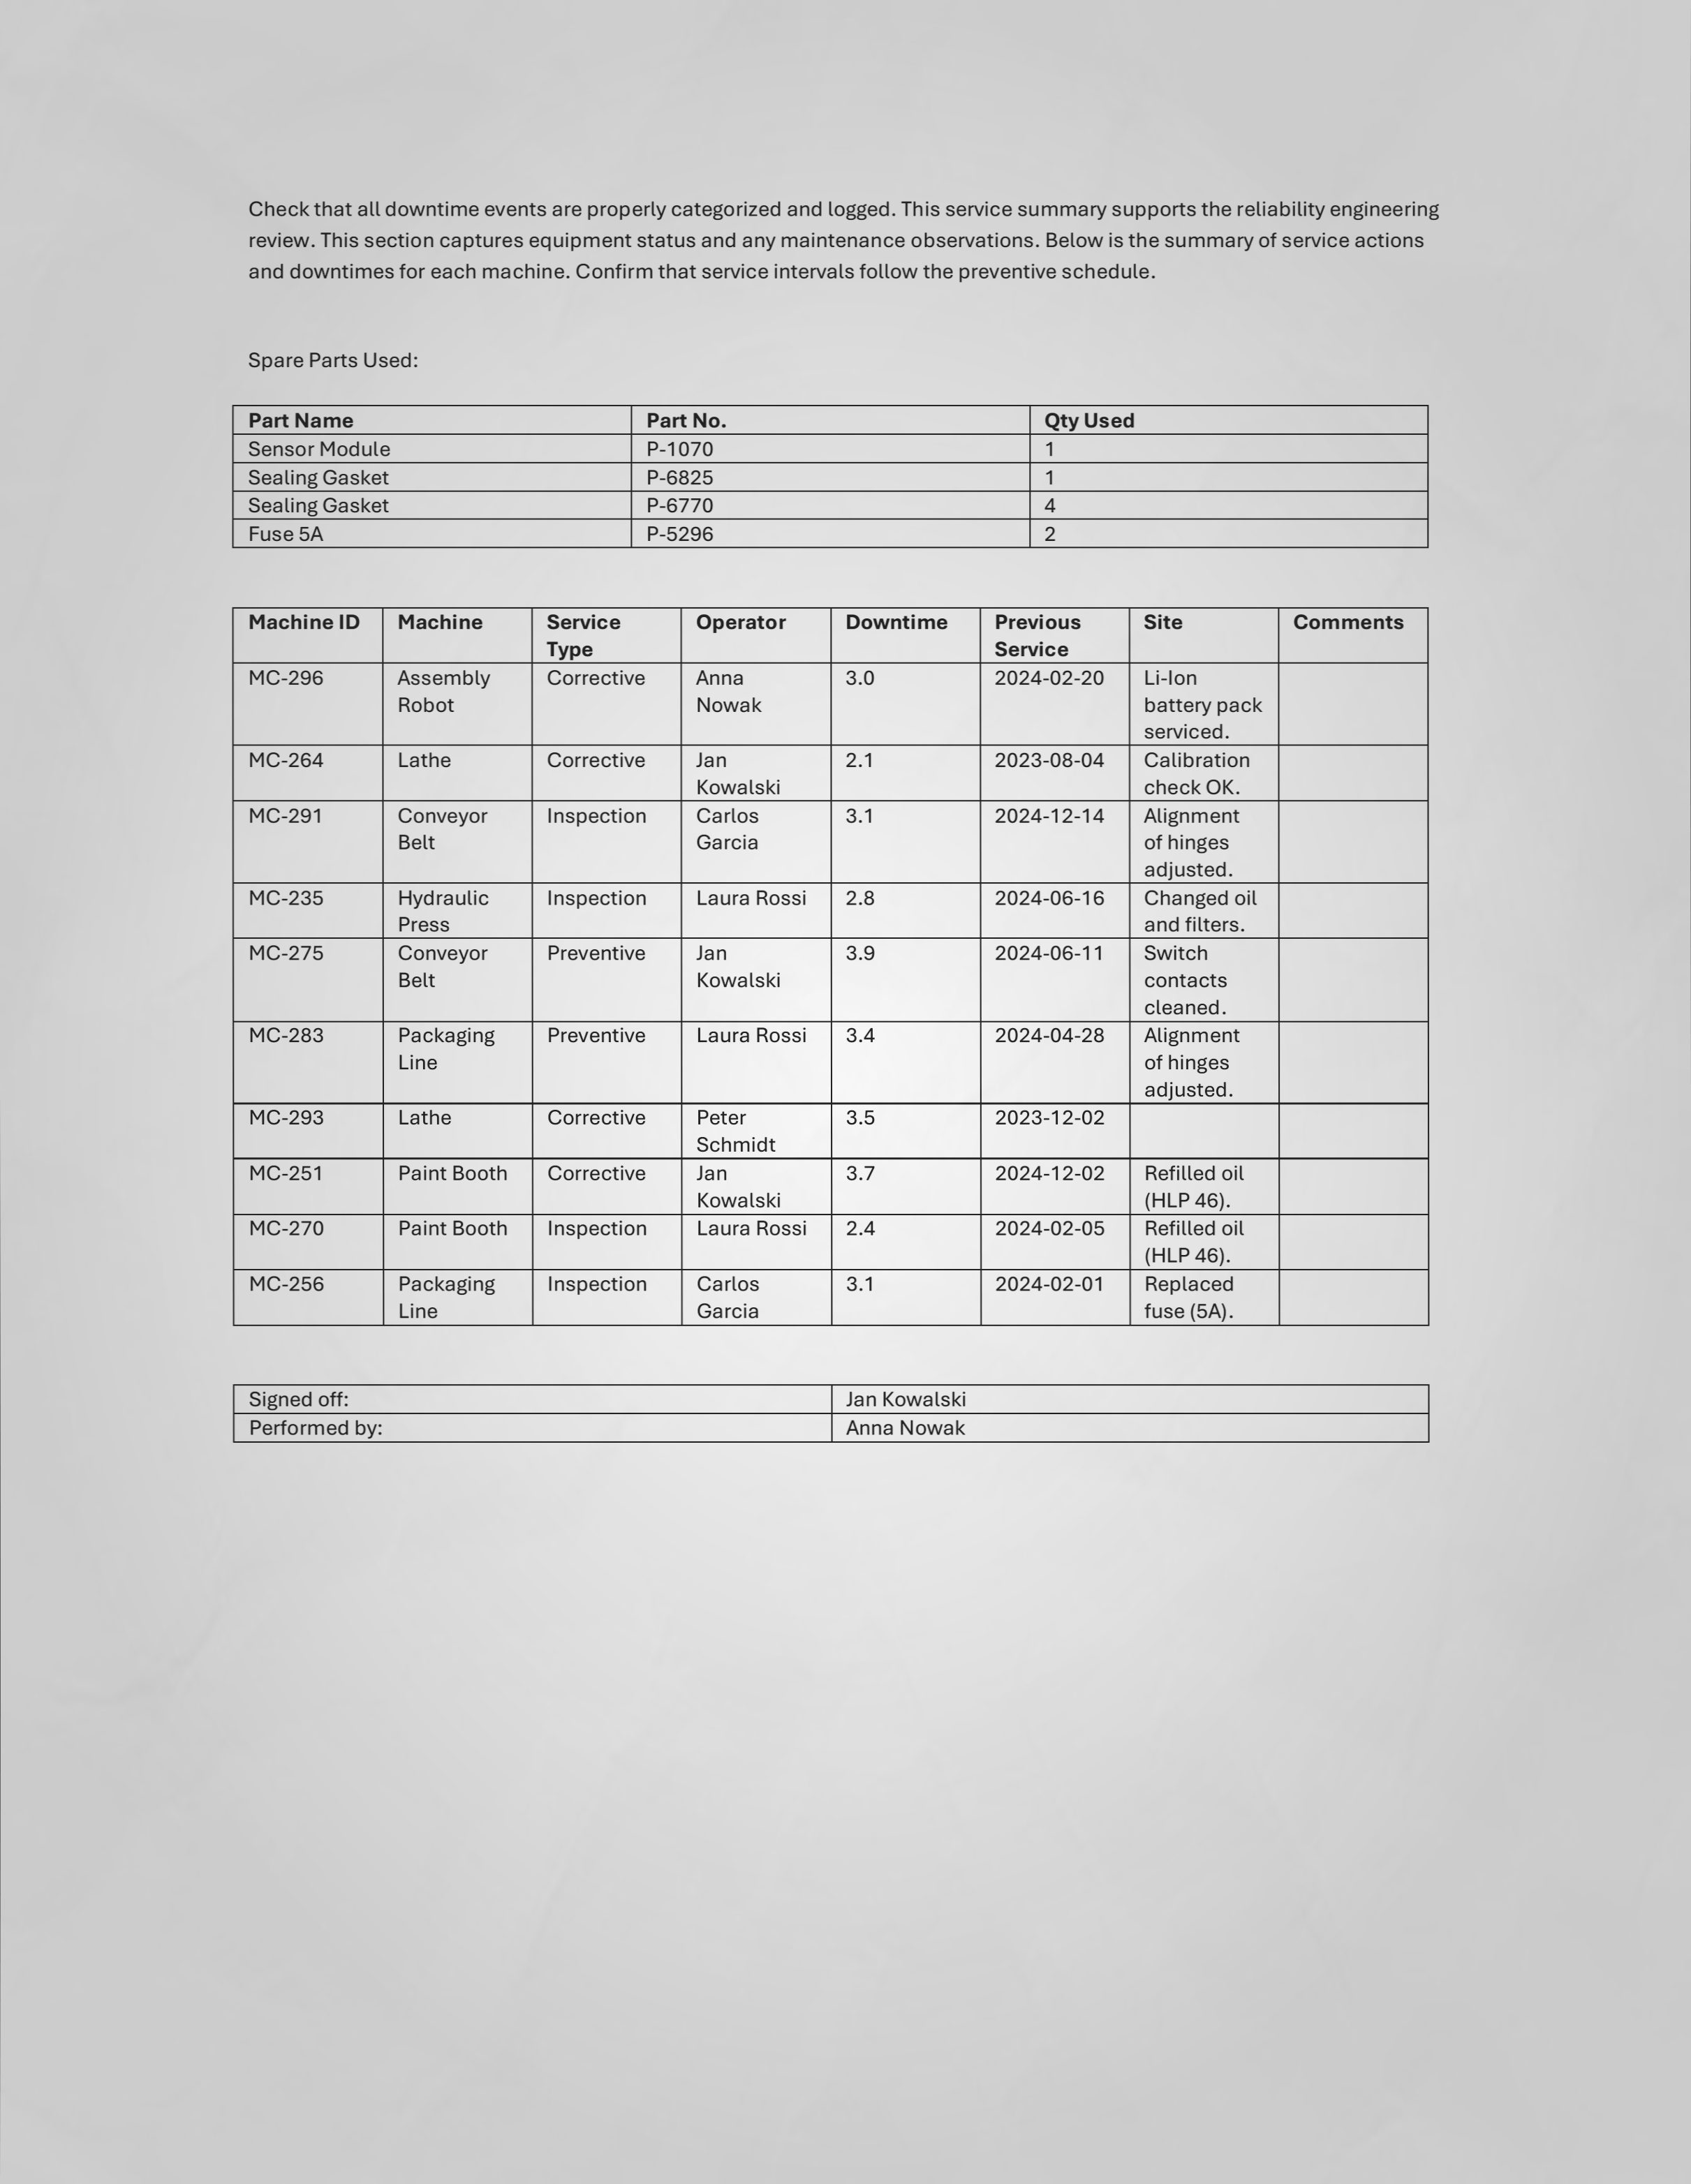 Check that all downtime events are properly categorized and logged. This service summary supports the reliability engineering
review. This section captures equipment status and any maintenance observations. Below is the summary of service actions
and downtimes for each machine. Confirm that service intervals follow the preventive schedule.
Spare Parts Used:
Part Name Part No. Qty Used
Sensor Module P-1070 1
Sealing Gasket P-6825 1
Sealing Gasket P-6770 4
Fuse 5A P-5296 2
Machine ID Machine Service Operator Downtime Previous Site Comments
Type Service
MC-296 Assembly Corrective Anna 3.0 2024-02-20 Li-Ion
Robot Nowak battery pack
serviced.
MC-264 Lathe Corrective Jan 2.1 2023-08-04 Calibration
Kowalski check OK.
MC-291 Conveyor Inspection Carlos 3.1 2024-12-14 Alignment
Belt Garcia of hinges
adjusted.
MC-235 Hydraulic Inspection Laura Rossi 2.8 2024-06-16 Changed oil
Press and filters.
MC-275 Conveyor Preventive Jan 3.9 2024-06-11 Switch
Belt Kowalski contacts
cleaned.
MC-283 Packaging Preventive Laura Rossi 3.4 2024-04-28 Alignment
Line of hinges
adjusted.
MC-293 Lathe Corrective Peter 3.5 2023-12-02
Schmidt
MC-251 Paint Booth Corrective Jan 3.7 2024-12-02 Refilled oil
Kowalski (HLP 46).
MC-270 Paint Booth Inspection Laura Rossi 2.4 2024-02-05 Refilled oil
(HLP 46).
MC-256 Packaging Inspection Carlos 3.1 2024-02-01 Replaced
Line Garcia fuse (5A).
Signed off: Jan Kowalski
Performed by: Anna Nowak